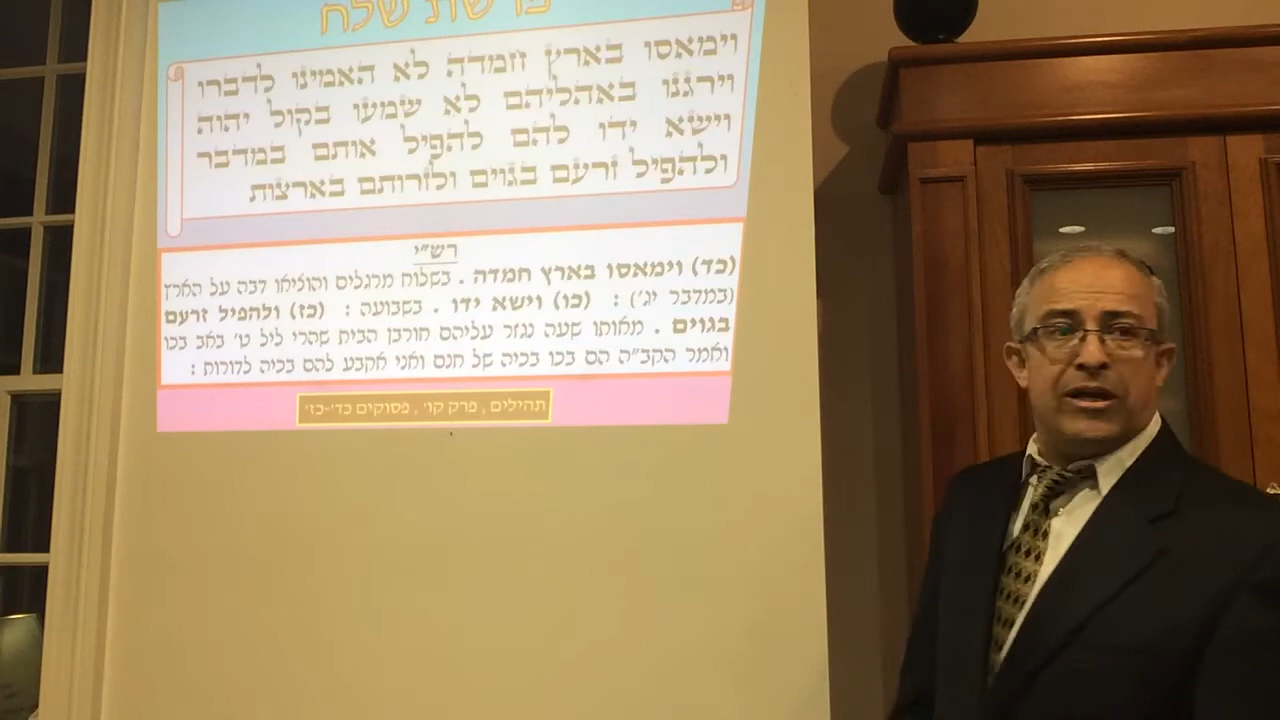 פרשת שלח
וימאסו בארץ חמדה לא האמינו לדברו
וירגנו באהליהם לא שמעו בקול יהוה
וישא ידו להם להפיל אותם במדבר
ולהפיל זרעם בגוים ולזרותם בארצות
רש"י
(כד) וימאסו בארץ חמדה . בשלוח מרגלים והוציאו דבה על הארץ
(במדבר יג') : (כו) וישא ידו . בשבועה : (כז) ולהפיל זרעם
בגוים . מאותו שעה נגזר עליהם חורבן הבית שהרי ליל ט' באב בכו
ואמר הקב"ה הם בכו בכיה של חנם ואני אקבע להם בכיה לדורות :
תהילים , פרק קו' , פסוקים כד'-כז'